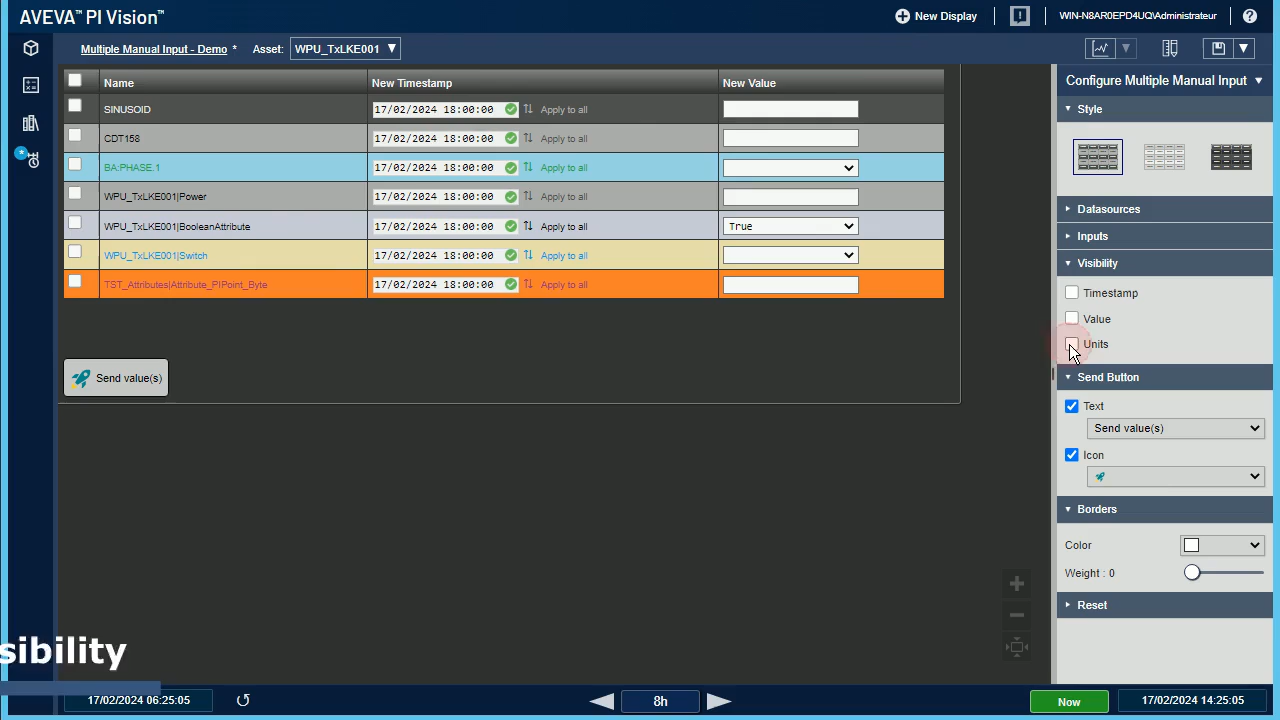 AVEVA™ PI Vision™
New Display
WIN-N8AR0EPD4UQ\Administrateur
Multiple Manual Input - Demo *
Asset: WPU_TxLKE001
Configure Multiple Manual Input
Name New Timestamp New Value
SINUSOID 17/02/2024 18:00:00 Apply to all
CDT158 17/02/2024 18:00:00 Apply to all
BA:PHASE.1 17/02/2024 18:00:00 Apply to all
WPU_TxLKE001|Power 17/02/2024 18:00:00 Apply to all
WPU_TxLKE001|BooleanAttribute 17/02/2024 18:00:00 Apply to all True
WPU_TxLKE001|Switch 17/02/2024 18:00:00 Apply to all
TST_Attributes|Attribute_PIPoint_Byte 17/02/2024 18:00:00 Apply to all
Send value(s)
Style
Datasources
Inputs
Visibility
Timestamp
Value
Units
Send Button
Text
Send value(s)
Icon
Borders
Color
Weight : 0
Reset
sibility
17/02/2024 06:25:05
8h
Now
17/02/2024 14:25:05